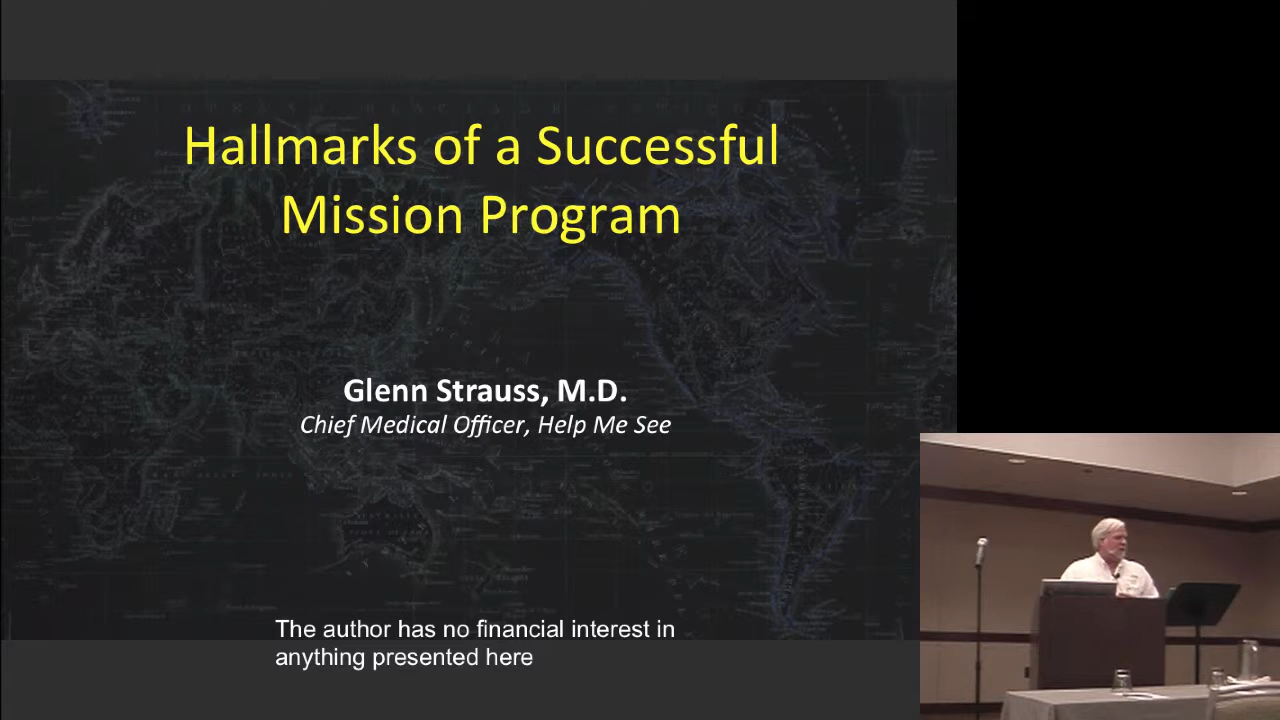 Hallmarks of a Successful
Mission Program
Glenn Strauss, M.D.
Chief Medical Officer, Help Me See
The author has no financial interest in
anything presented here